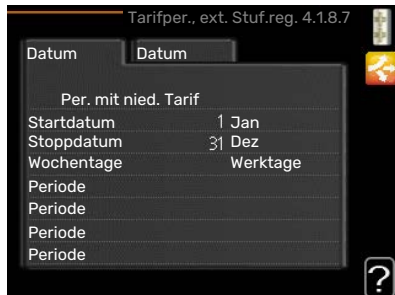 Tarifper., ext. Stuf.reg. 4.1.8.7
Datum Datum
Per. mit nied. Tarif
Startdatum 1 Jan
Stoppdatum 31 Dez
Wochentage Werktage
Periode
Periode
Periode
Periode
?